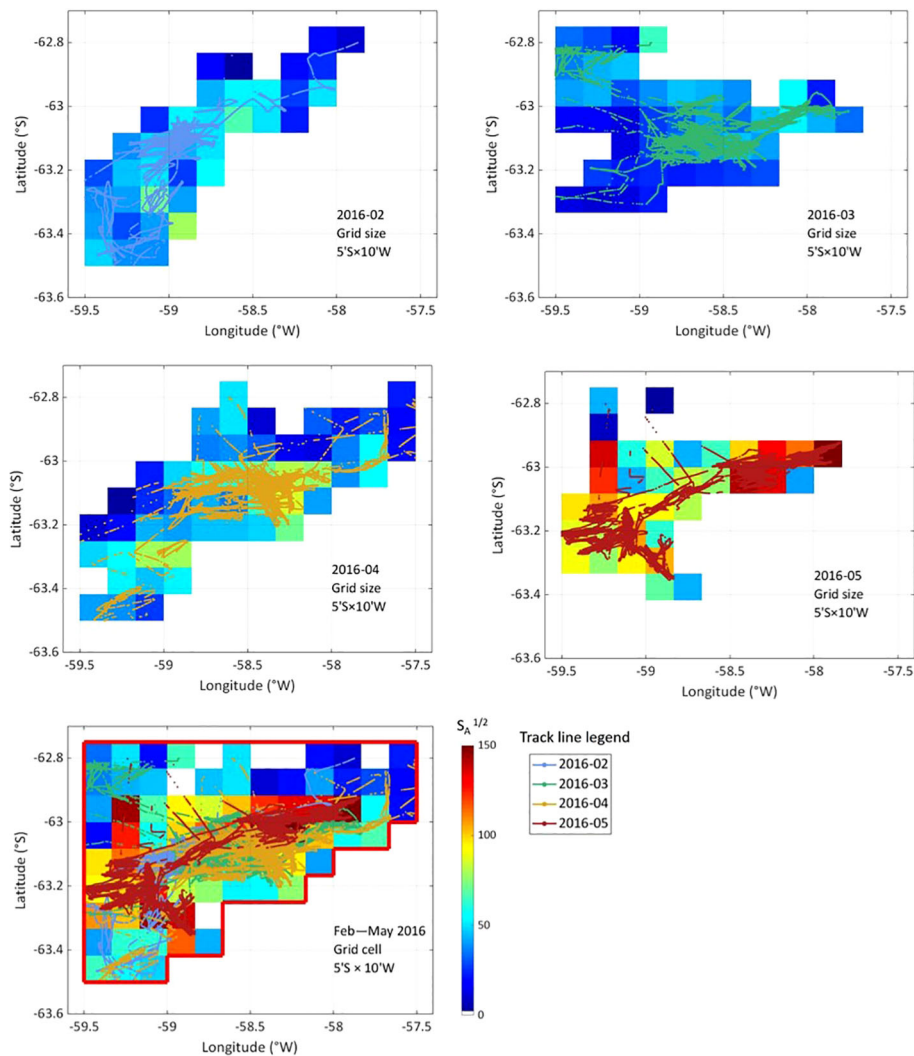 -62.8
-63
-63.2
-63.4
-63.6
Latitude (°S)
-59.5 -59 -58.5 -58 -57.5
Longitude (°W)
2016-02
Grid size
5'S×10'W
-62.8
-63
-63.2
-63.4
-63.6
Latitude (°S)
-59.5 -59 -58.5 -58 -57.5
Longitude (°W)
2016-03
Grid size
5'S×10'W
-62.8
-63
-63.2
-63.4
-63.6
Latitude (°S)
-59.5 -59 -58.5 -58 -57.5
Longitude (°W)
2016-04
Grid size
5'S×10'W
-62.8
-63
-63.2
-63.4
-63.6
Latitude (°S)
-59.5 -59 -58.5 -58 -57.5
Longitude (°W)
2016-05
Grid size
5'S×10'W
-62.8
-63
-63.2
-63.4
-63.6
Latitude (°S)
-59.5 -59 -58.5 -58 -57.5
Longitude (°W)
Feb—May 2016
Grid cell
5'S × 10'W
S_A^1/2
150
100
50
0
Track line legend
2016-02
2016-03
2016-04
2016-05